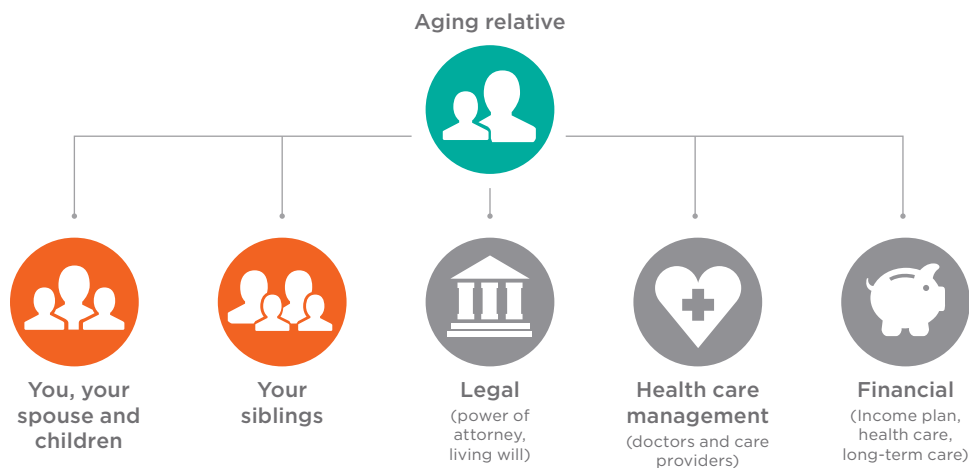 Aging relative
You, your
spouse and
children
Your
siblings
Legal
(power of
attorney,
living will)
Health care
management
(doctors and care
providers)
Financial
(Income plan,
health care,
long-term care)